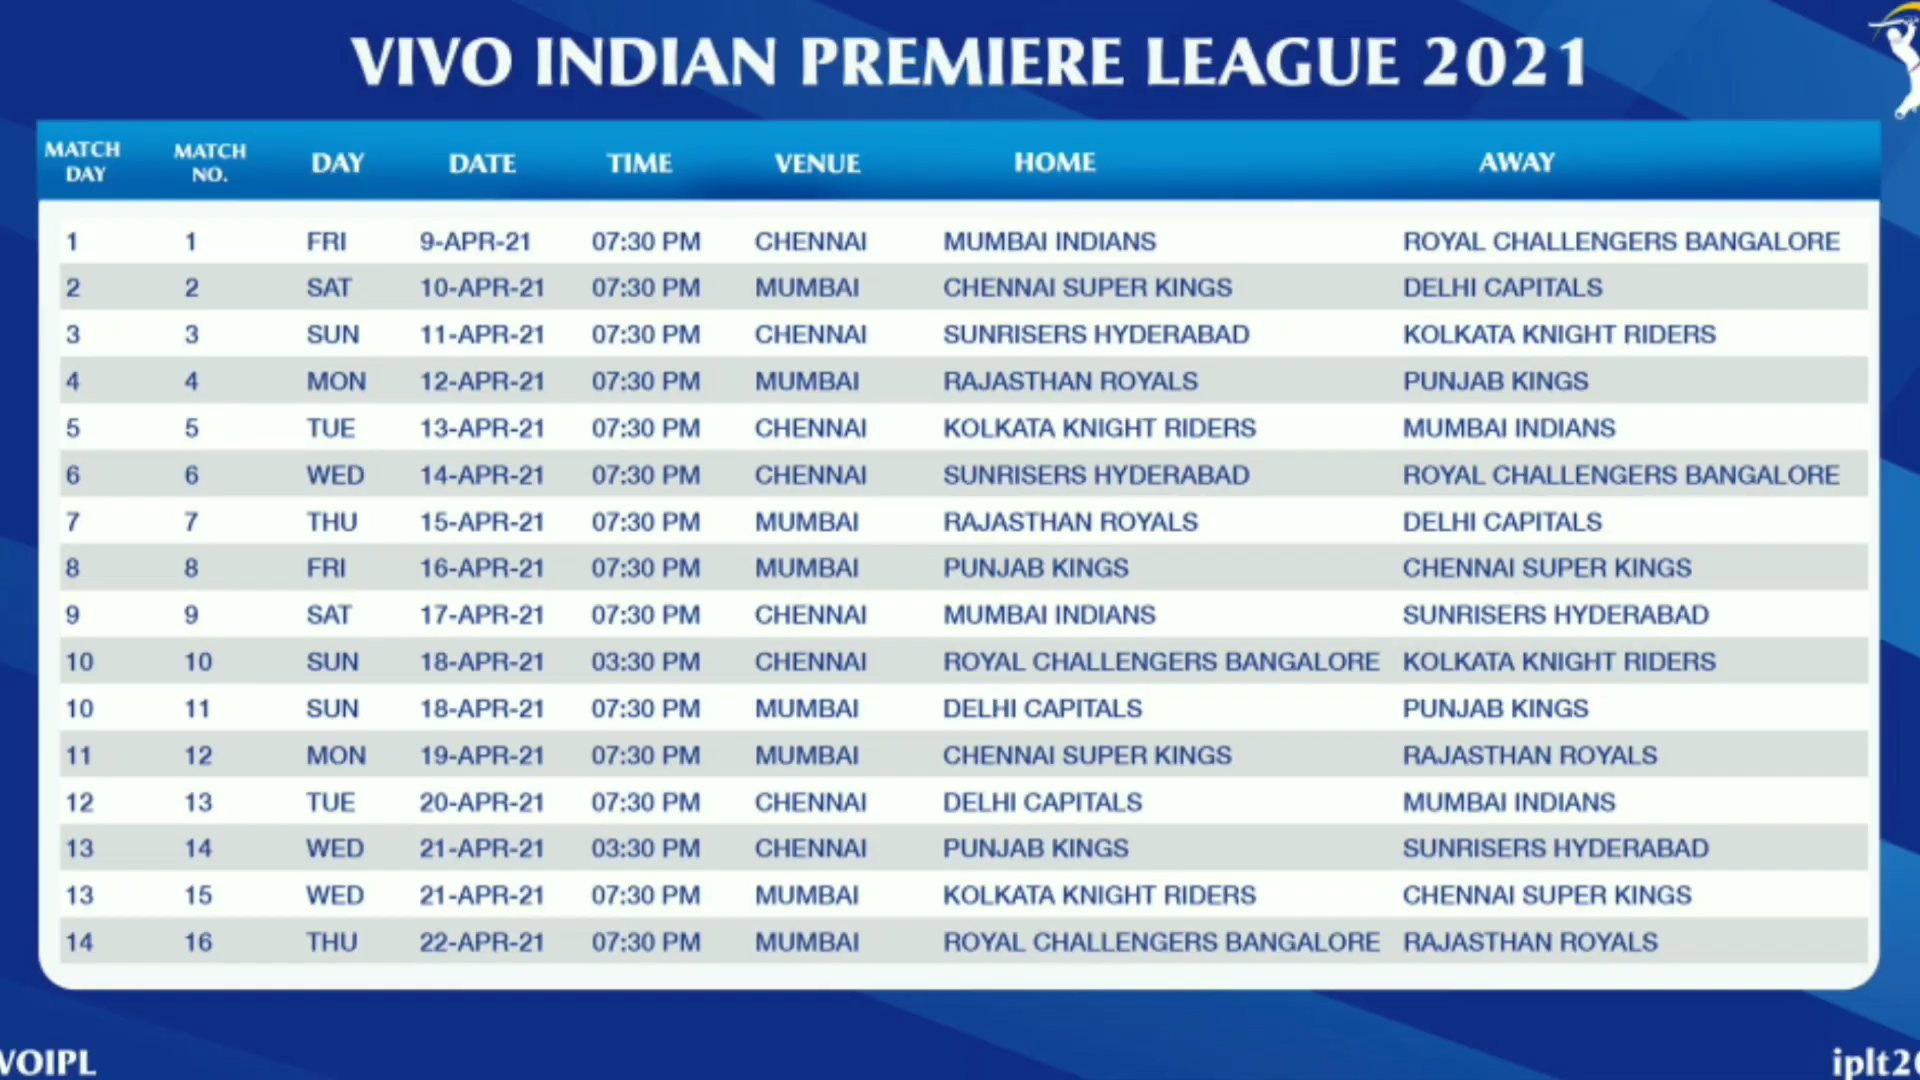 VIVO INDIAN PREMIERE LEAGUE 2021
MATCH DAY MATCH NO. DAY DATE TIME VENUE HOME AWAY
1 1 FRI 9-APR-21 07:30 PM CHENNAI MUMBAI INDIANS ROYAL CHALLENGERS BANGALORE
2 2 SAT 10-APR-21 07:30 PM MUMBAI CHENNAI SUPER KINGS DELHI CAPITALS
3 3 SUN 11-APR-21 07:30 PM CHENNAI SUNRISERS HYDERABAD KOLKATA KNIGHT RIDERS
4 4 MON 12-APR-21 07:30 PM MUMBAI RAJASTHAN ROYALS PUNJAB KINGS
5 5 TUE 13-APR-21 07:30 PM CHENNAI KOLKATA KNIGHT RIDERS MUMBAI INDIANS
6 6 WED 14-APR-21 07:30 PM CHENNAI SUNRISERS HYDERABAD ROYAL CHALLENGERS BANGALORE
7 7 THU 15-APR-21 07:30 PM MUMBAI RAJASTHAN ROYALS DELHI CAPITALS
8 8 FRI 16-APR-21 07:30 PM MUMBAI PUNJAB KINGS CHENNAI SUPER KINGS
9 9 SAT 17-APR-21 07:30 PM CHENNAI MUMBAI INDIANS SUNRISERS HYDERABAD
10 10 SUN 18-APR-21 03:30 PM CHENNAI ROYAL CHALLENGERS BANGALORE KOLKATA KNIGHT RIDERS
10 11 SUN 18-APR-21 07:30 PM MUMBAI DELHI CAPITALS PUNJAB KINGS
11 12 MON 19-APR-21 07:30 PM MUMBAI CHENNAI SUPER KINGS RAJASTHAN ROYALS
12 13 TUE 20-APR-21 07:30 PM CHENNAI DELHI CAPITALS MUMBAI INDIANS
13 14 WED 21-APR-21 03:30 PM CHENNAI PUNJAB KINGS SUNRISERS HYDERABAD
13 15 WED 21-APR-21 07:30 PM MUMBAI KOLKATA KNIGHT RIDERS CHENNAI SUPER KINGS
14 16 THU 22-APR-21 07:30 PM MUMBAI ROYAL CHALLENGERS BANGALORE RAJASTHAN ROYALS
VOIPL iplt20